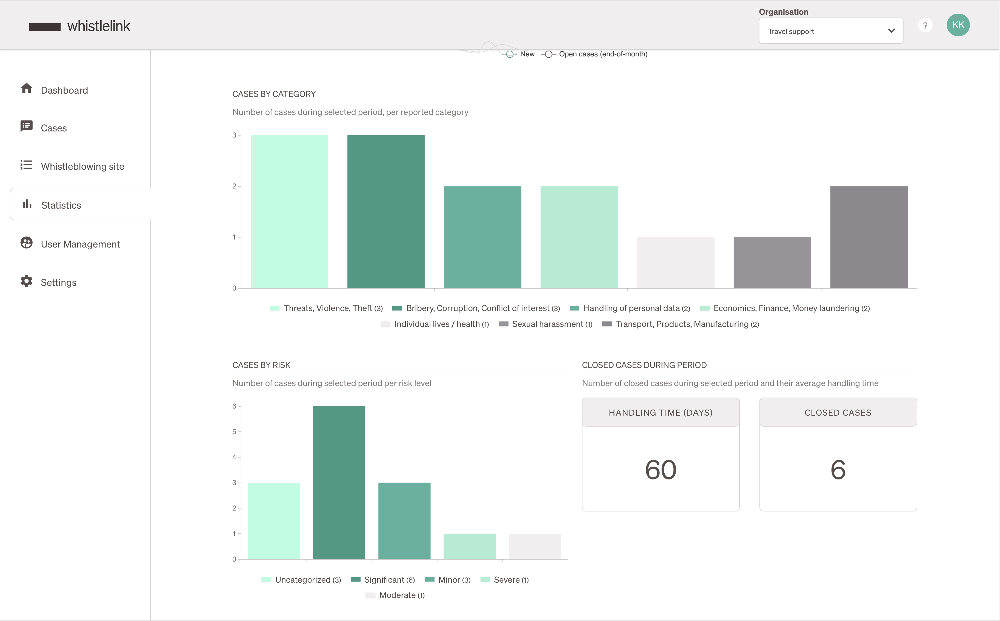 whistlelink
Organisation
Travel support
?
KK
New
Open cases (end-of-month)
Dashboard
Cases
Whistleblowing site
Statistics
User Management
Settings
CASES BY CATEGORY
Number of cases during selected period, per reported category
3
2
1
0
Threats, Violence, Theft (3)
Bribery, Corruption, Conflict of interest (3)
Handling of personal data (2)
Economics, Finance, Money laundering (2)
Individual lives / health (1)
Sexual harassment (1)
Transport, Products, Manufacturing (2)
CASES BY RISK
Number of cases during selected period per risk level
6
5
4
3
2
1
0
Uncategorized (3)
Significant (6)
Minor (3)
Severe (1)
Moderate (1)
CLOSED CASES DURING PERIOD
Number of closed cases during selected period and their average handling time
HANDLING TIME (DAYS)
60
CLOSED CASES
6